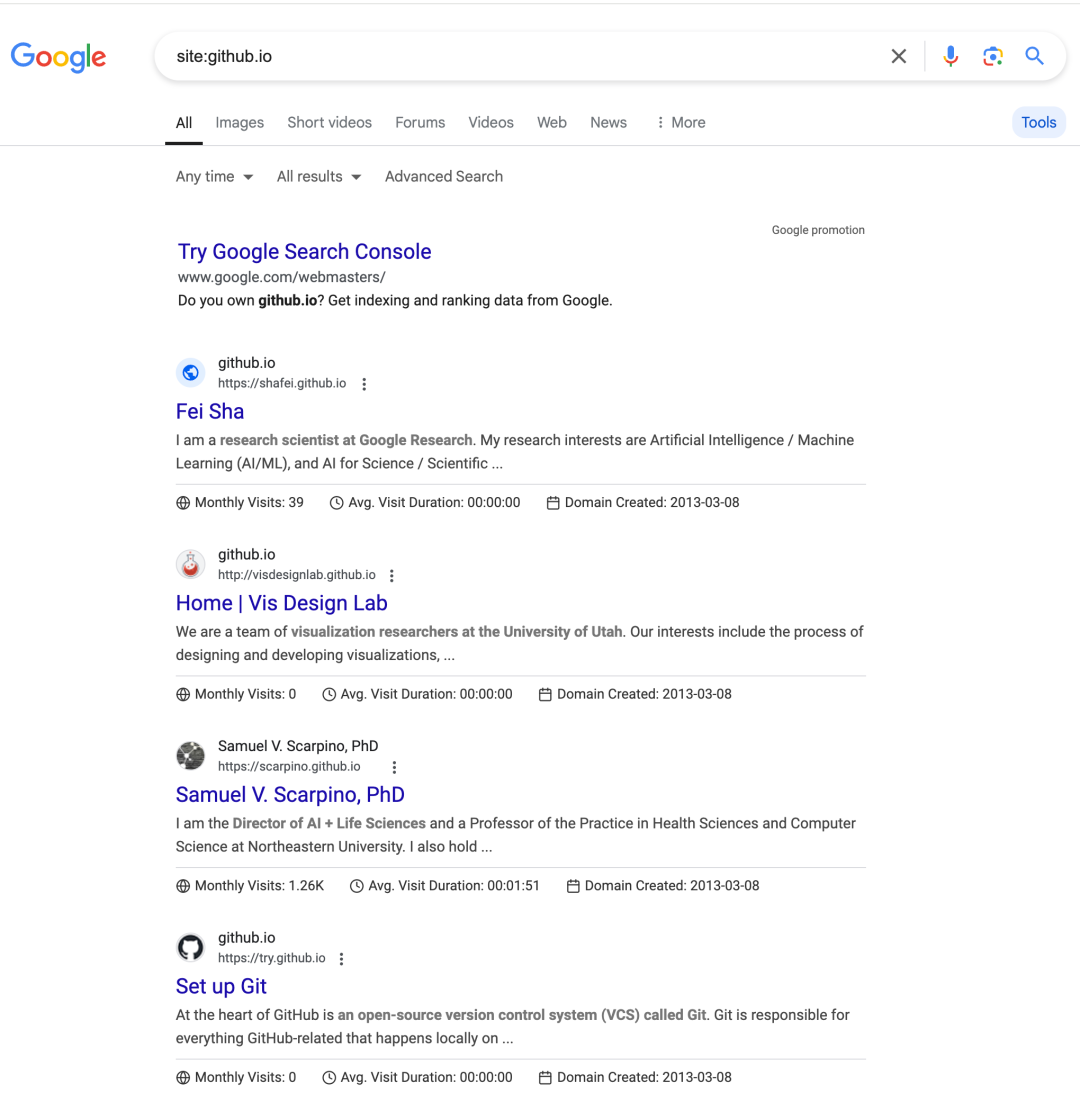 Google
site:github.io
All Images Short videos Forums Videos Web News More
Tools
Any time All results Advanced Search
Google promotion
Try Google Search Console
www.google.com/webmasters/
Do you own github.io? Get indexing and ranking data from Google.
github.io
https://shafei.github.io
Fei Sha
I am a research scientist at Google Research. My research interests are Artificial Intelligence / Machine
Learning (AI/ML), and AI for Science / Scientific ...
Monthly Visits: 39 Avg. Visit Duration: 00:00:00 Domain Created: 2013-03-08
github.io
http://visdesignlab.github.io
Home | Vis Design Lab
We are a team of visualization researchers at the University of Utah. Our interests include the process of
designing and developing visualizations, ...
Monthly Visits: 0 Avg. Visit Duration: 00:00:00 Domain Created: 2013-03-08
Samuel V. Scarpino, PhD
https://scarpino.github.io
Samuel V. Scarpino, PhD
I am the Director of AI + Life Sciences and a Professor of the Practice in Health Sciences and Computer
Science at Northeastern University. I also hold ...
Monthly Visits: 1.26K Avg. Visit Duration: 00:01:51 Domain Created: 2013-03-08
github.io
https://try.github.io
Set up Git
At the heart of GitHub is an open-source version control system (VCS) called Git. Git is responsible for
everything GitHub-related that happens locally on ...
Monthly Visits: 0 Avg. Visit Duration: 00:00:00 Domain Created: 2013-03-08